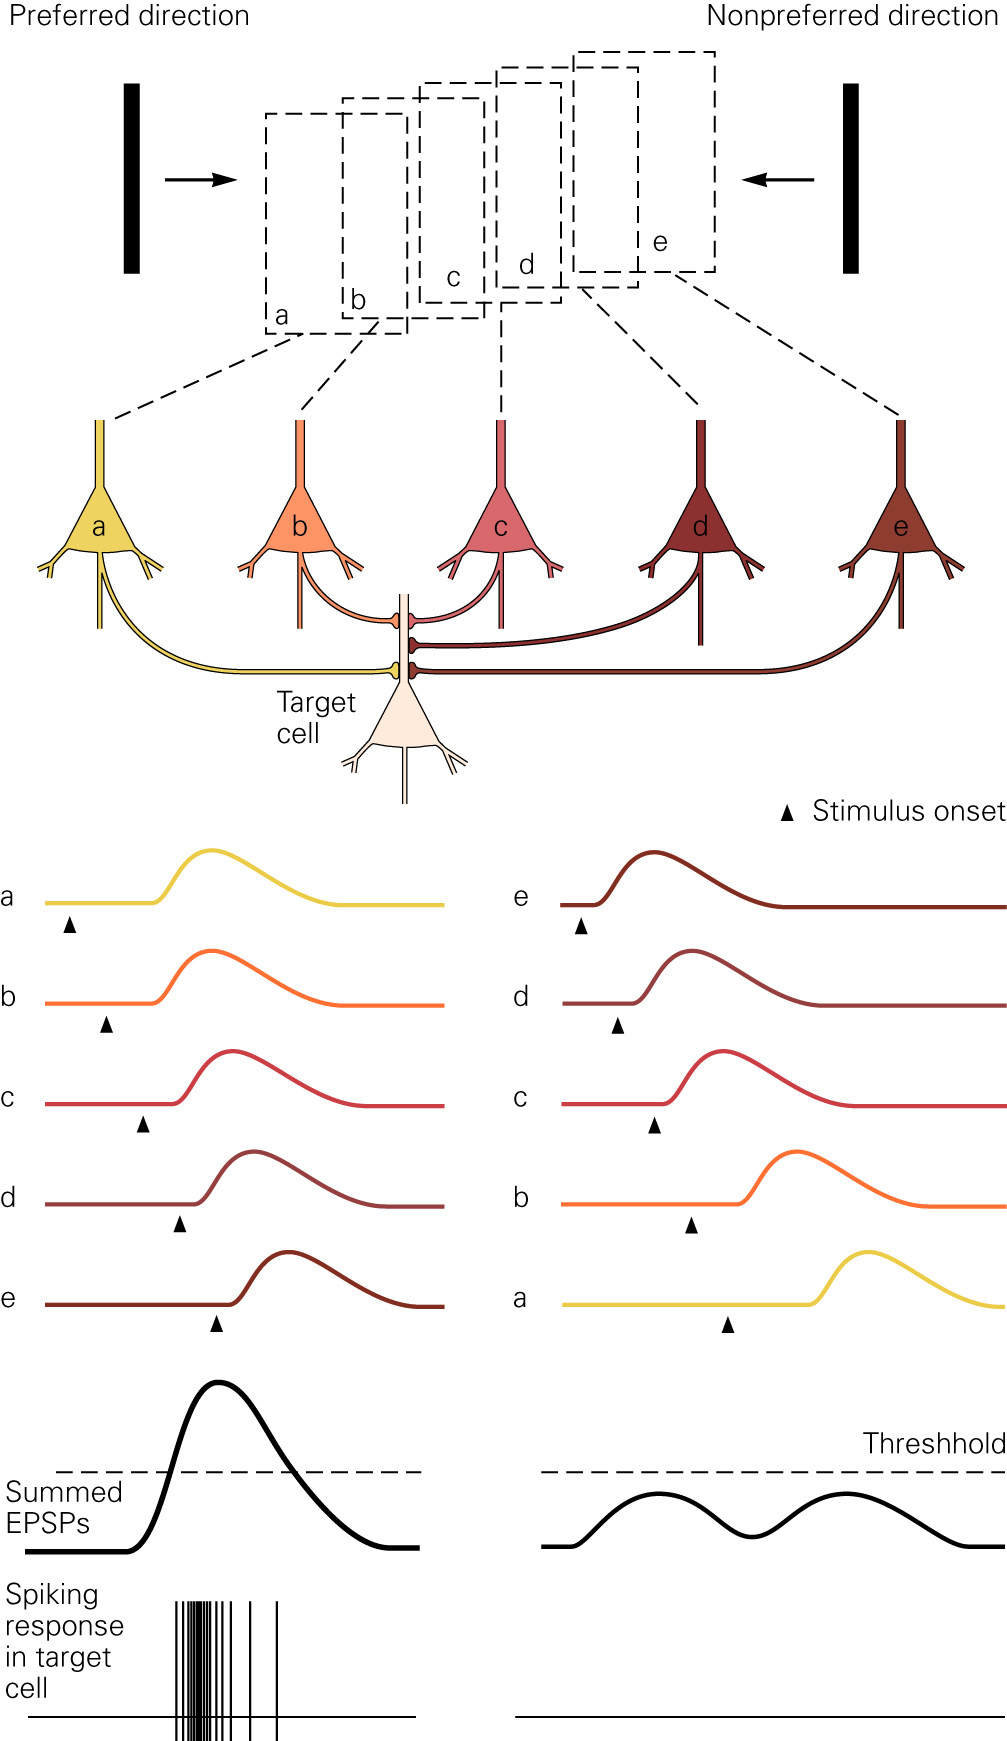 Preferred direction
Nonpreferred direction
a
b
c
d
e
a
b
c
d
e
Target
cell
Stimulus onset
a
b
c
d
e
e
d
c
b
a
Threshhold
Summed
EPSPs
Spiking
response
in target
cell